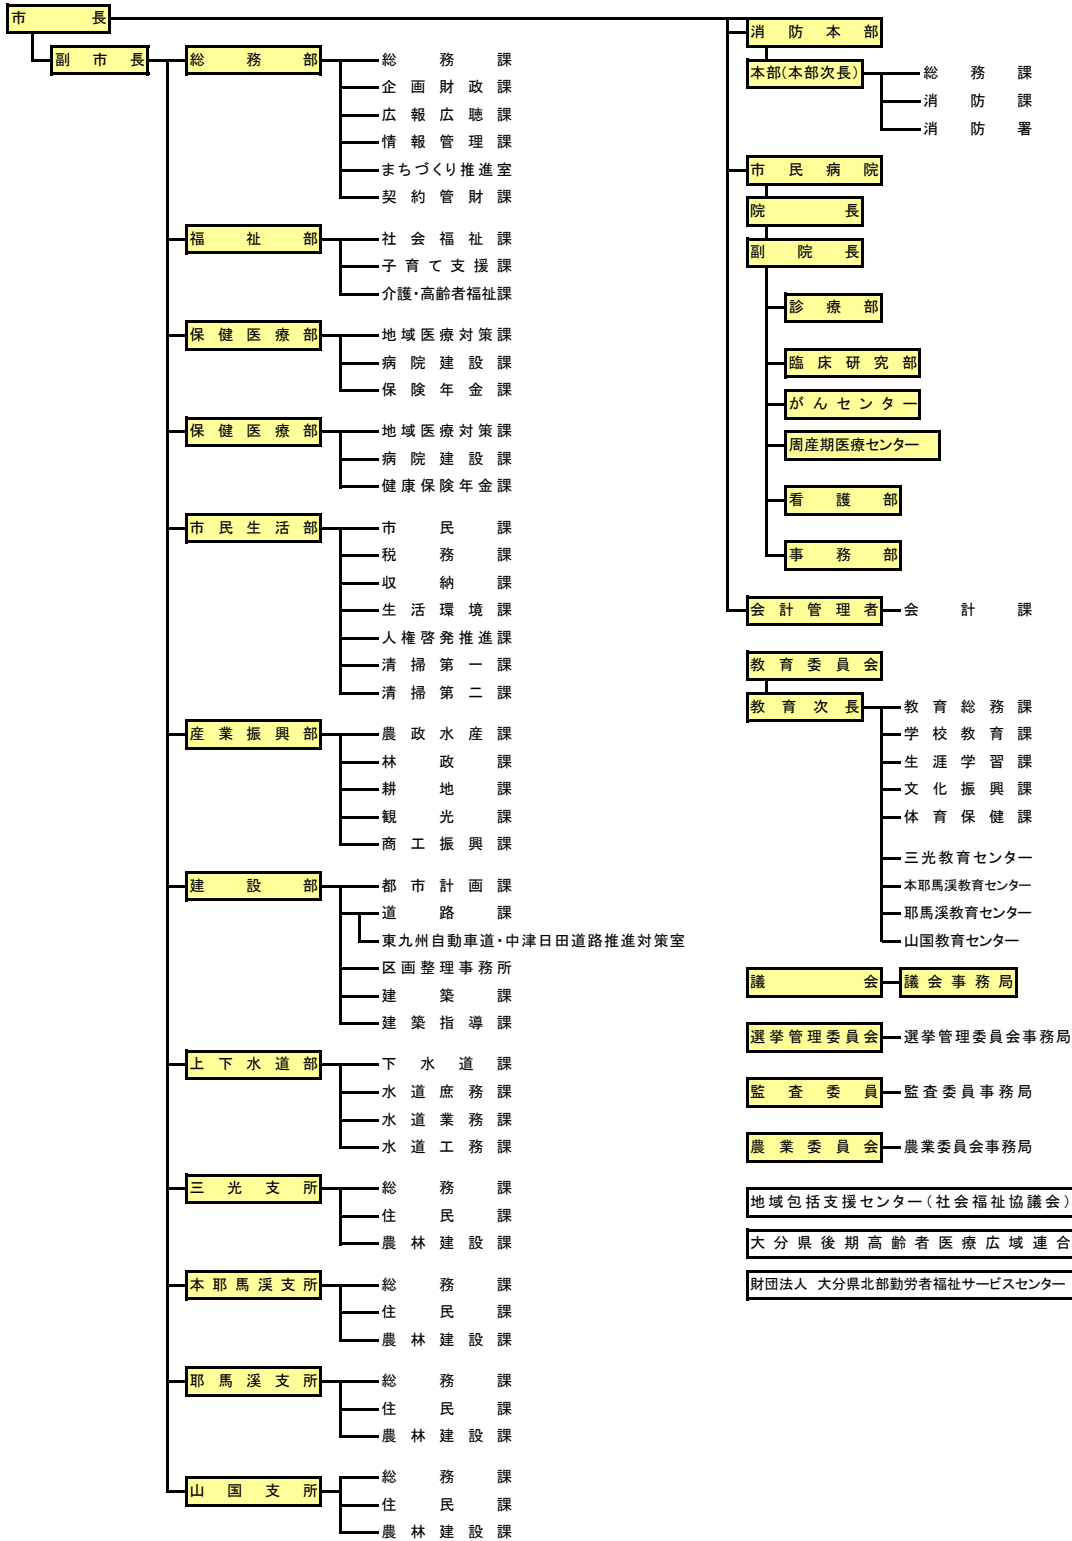 市長
副市長
総務部
総務課
企画財政課
広報広聴課
情報管理課
まちづくり推進室
契約管財課
福祉部
社会福祉課
子育て支援課
介護・高齢者福祉課
保健医療部
地域医療対策課
病院建設課
保険年金課
保健医療部
地域医療対策課
病院建設課
健康保険年金課
市民生活部
市民課
税務課
収納課
生活環境課
人権啓発推進課
清掃第一課
清掃第二課
産業振興部
農政水産課
林政課
耕地課
観光課
商工振興課
建設部
都市計画課
道路課
東九州自動車道・中津日田道路推進対策室
区画整理事務所
建築課
建築指導課
上下水道部
下水道課
水道庶務課
水道業務課
水道工務課
三光支所
総務課
住民課
農林建設課
本耶馬渓支所
総務課
住民課
農林建設課
耶馬渓支所
総務課
住民課
農林建設課
山国支所
総務課
住民課
農林建設課
消防本部
本部(本部次長)
総務課
消防課
消防署
市民病院
院長
副院長
診療部
臨床研究部
がんセンター
周産期医療センター
看護部
事務部
会計管理者
会計課
教育委員会
教育次長
教育総務課
学校教育課
生涯学習課
文化振興課
体育保健課
三光教育センター
本耶馬渓教育センター
耶馬渓教育センター
山国教育センター
議会
議会事務局
選挙管理委員会
選挙管理委員会事務局
監査委員
監査委員事務局
農業委員会
農業委員会事務局
地域包括支援センター(社会福祉協議会)
大分県後期高齢者医療広域連合
財団法人 大分県北部勤労者福祉サービスセンター